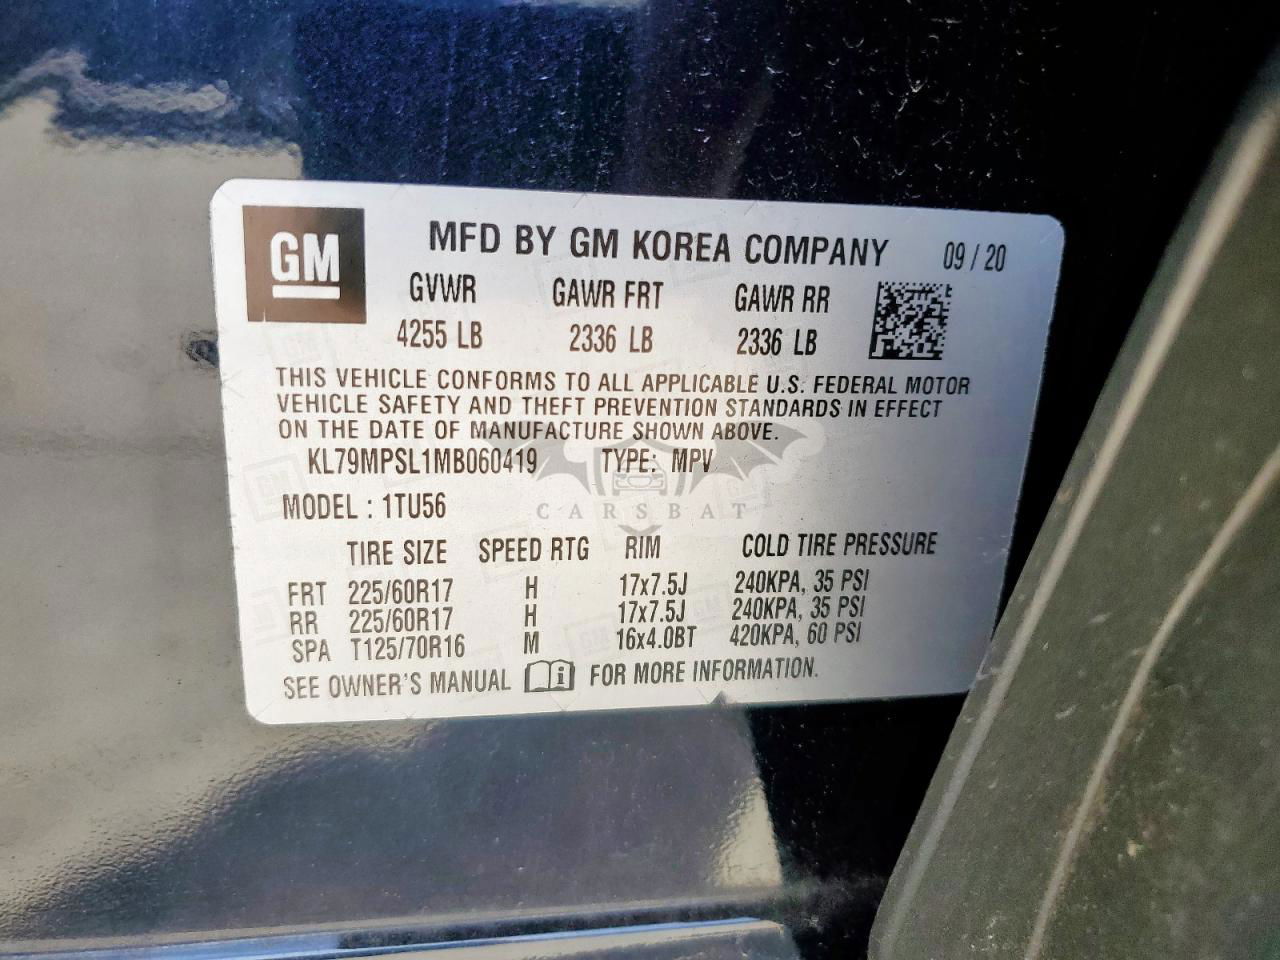 GM
MFD BY GM KOREA COMPANY 09 / 20
GVWR GAWR FRT GAWR RR
4255 LB 2336 LB 2336 LB
THIS VEHICLE CONFORMS TO ALL APPLICABLE U.S. FEDERAL MOTOR
VEHICLE SAFETY AND THEFT PREVENTION STANDARDS IN EFFECT
ON THE DATE OF MANUFACTURE SHOWN ABOVE.
KL79MPSL1MB060419 TYPE: MPV
MODEL : 1TU56
CARSBAT
TIRE SIZE SPEED RTG RIM COLD TIRE PRESSURE
FRT 225/60R17 H 17x7.5J 240KPA, 35 PSI
RR 225/60R17 H 17x7.5J 240KPA, 35 PSI
SPA T125/70R16 M 16x4.0BT 420KPA, 60 PSI
SEE OWNER'S MANUAL i FOR MORE INFORMATION.